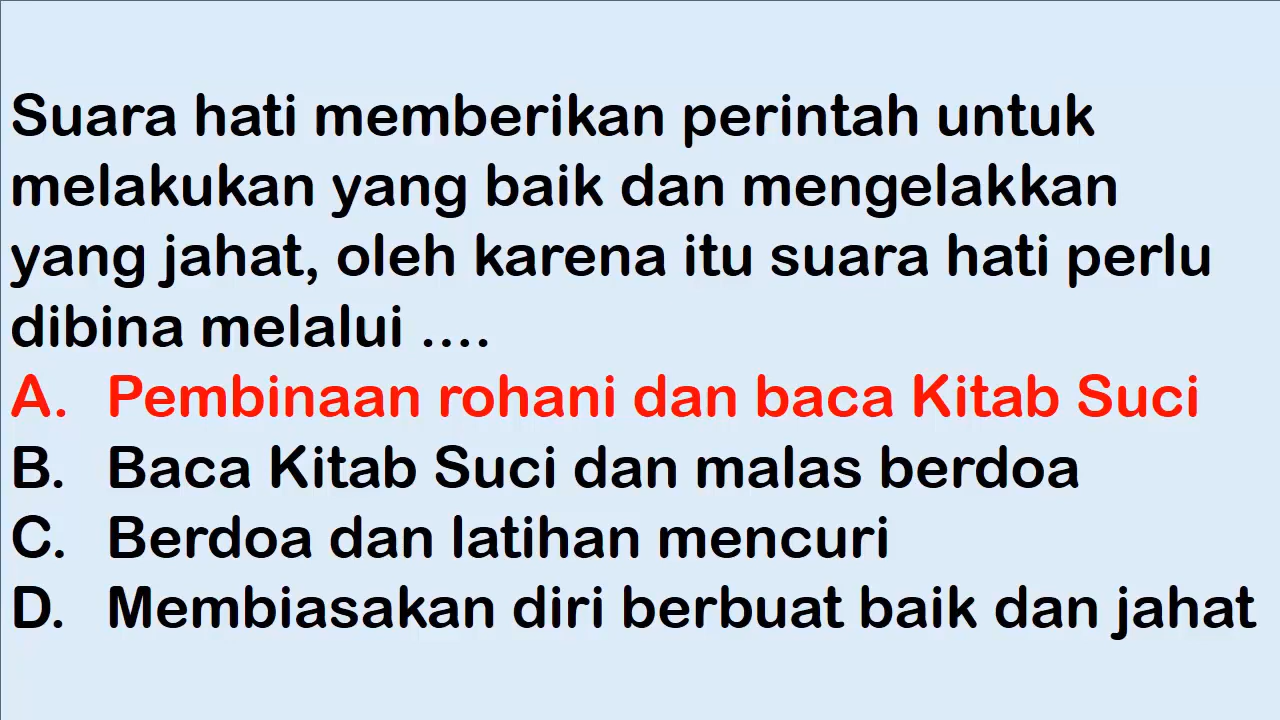 Suara hati memberikan perintah untuk
melakukan yang baik dan mengelakkan
yang jahat, oleh karena itu suara hati perlu
dibina melalui ....
A. Pembinaan rohani dan baca Kitab Suci
B. Baca Kitab Suci dan malas berdoa
C. Berdoa dan latihan mencuri
D. Membiasakan diri berbuat baik dan jahat